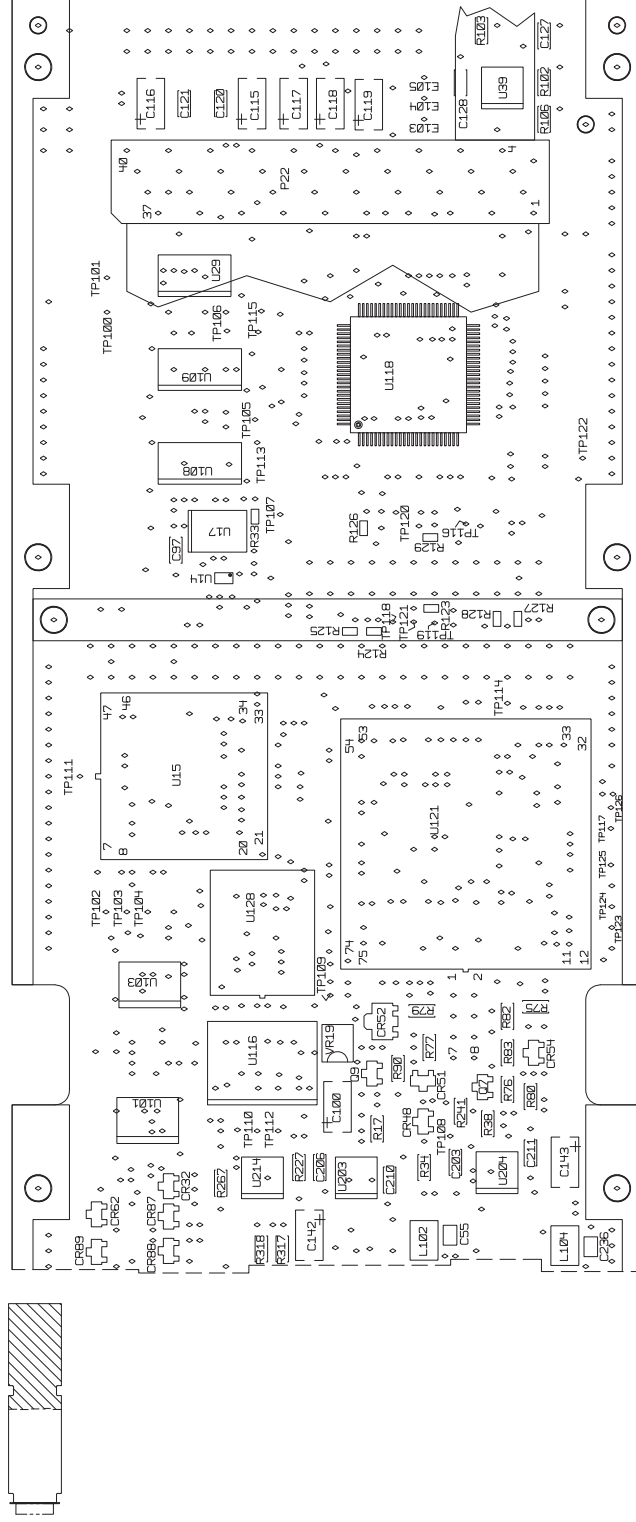 R103
C127
C116
C121
C120
C115
C117
C118
C119
E105
E104
E103
C128
U39
R102
R106
40
4
P22
37
1
TP101
TP100
U29
TP106
TP115
U109
U118
TP105
U108
TP113
TP122
C97
U17
R33
TP107
R126
TP120
R129
TP116
U14
R125
R124
TP118
TP121
TP119
R123
R128
R127
47
46
34
33
TP114
54
53
33
32
TP111
U15
7
8
20
21
U121
TP126
TP117
TP125
TP124
TP123
TP102
TP103
TP104
U128
74
75
11
12
U103
TP109
1
2
CR52
R79
R82
R75
U116
VR19
R77
7
8
R83
CR54
Q9
R90
CR51
Q7
R76
R80
U101
C100
R17
CR48
TP108
R241
R38
TP110
TP112
C211
C143
CR62
CR87
CR32
R267
U214
R227
C206
U203
C210
R34
C203
U204
CR89
CR88
R318
R317
C142
L102
C55
L104
C236